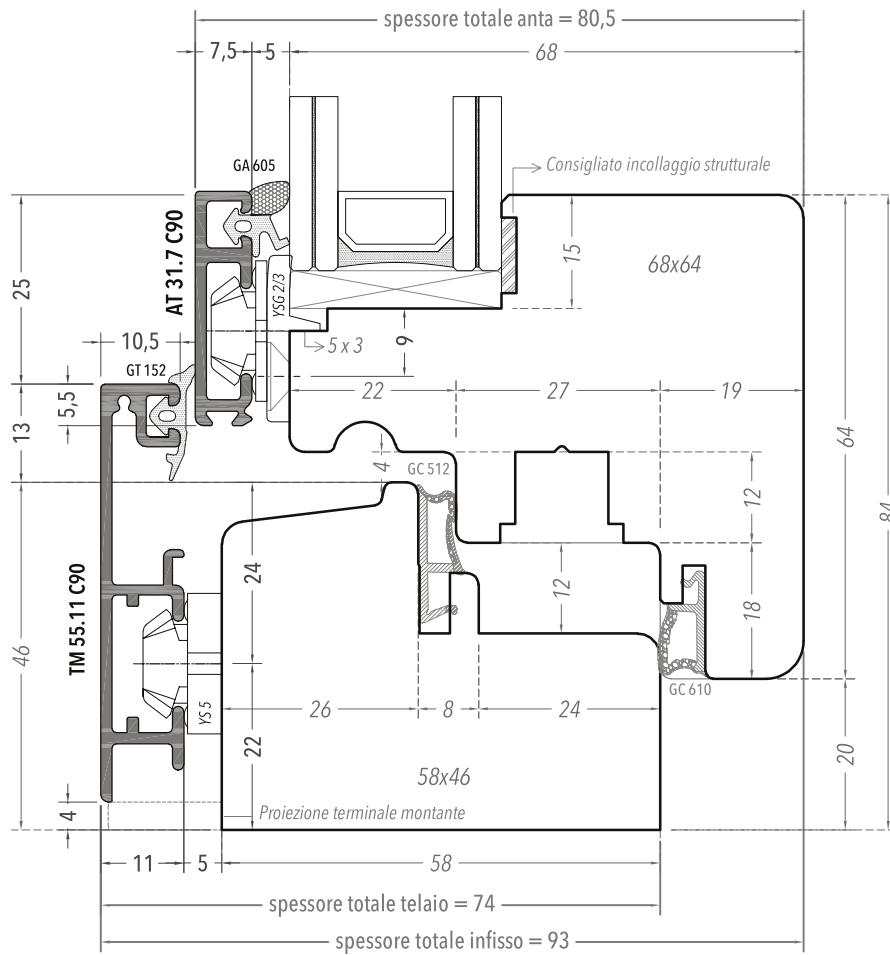 spessore totale anta = 80,5
7,5
5
68
GA 605
Consigliato incollaggio strutturale
AT 31.7 C90
15
68x64
25
YSG 2/3
10,5
5 x 3
9
GT 152
22
27
19
5,5
13
4
GC 512
64
12
84
TM 55.11 C90
24
12
18
46
YS 5
26
8
24
GC 610
22
20
58x46
4
Proiezione terminale montante
11
5
58
spessore totale telaio = 74
spessore totale infisso = 93